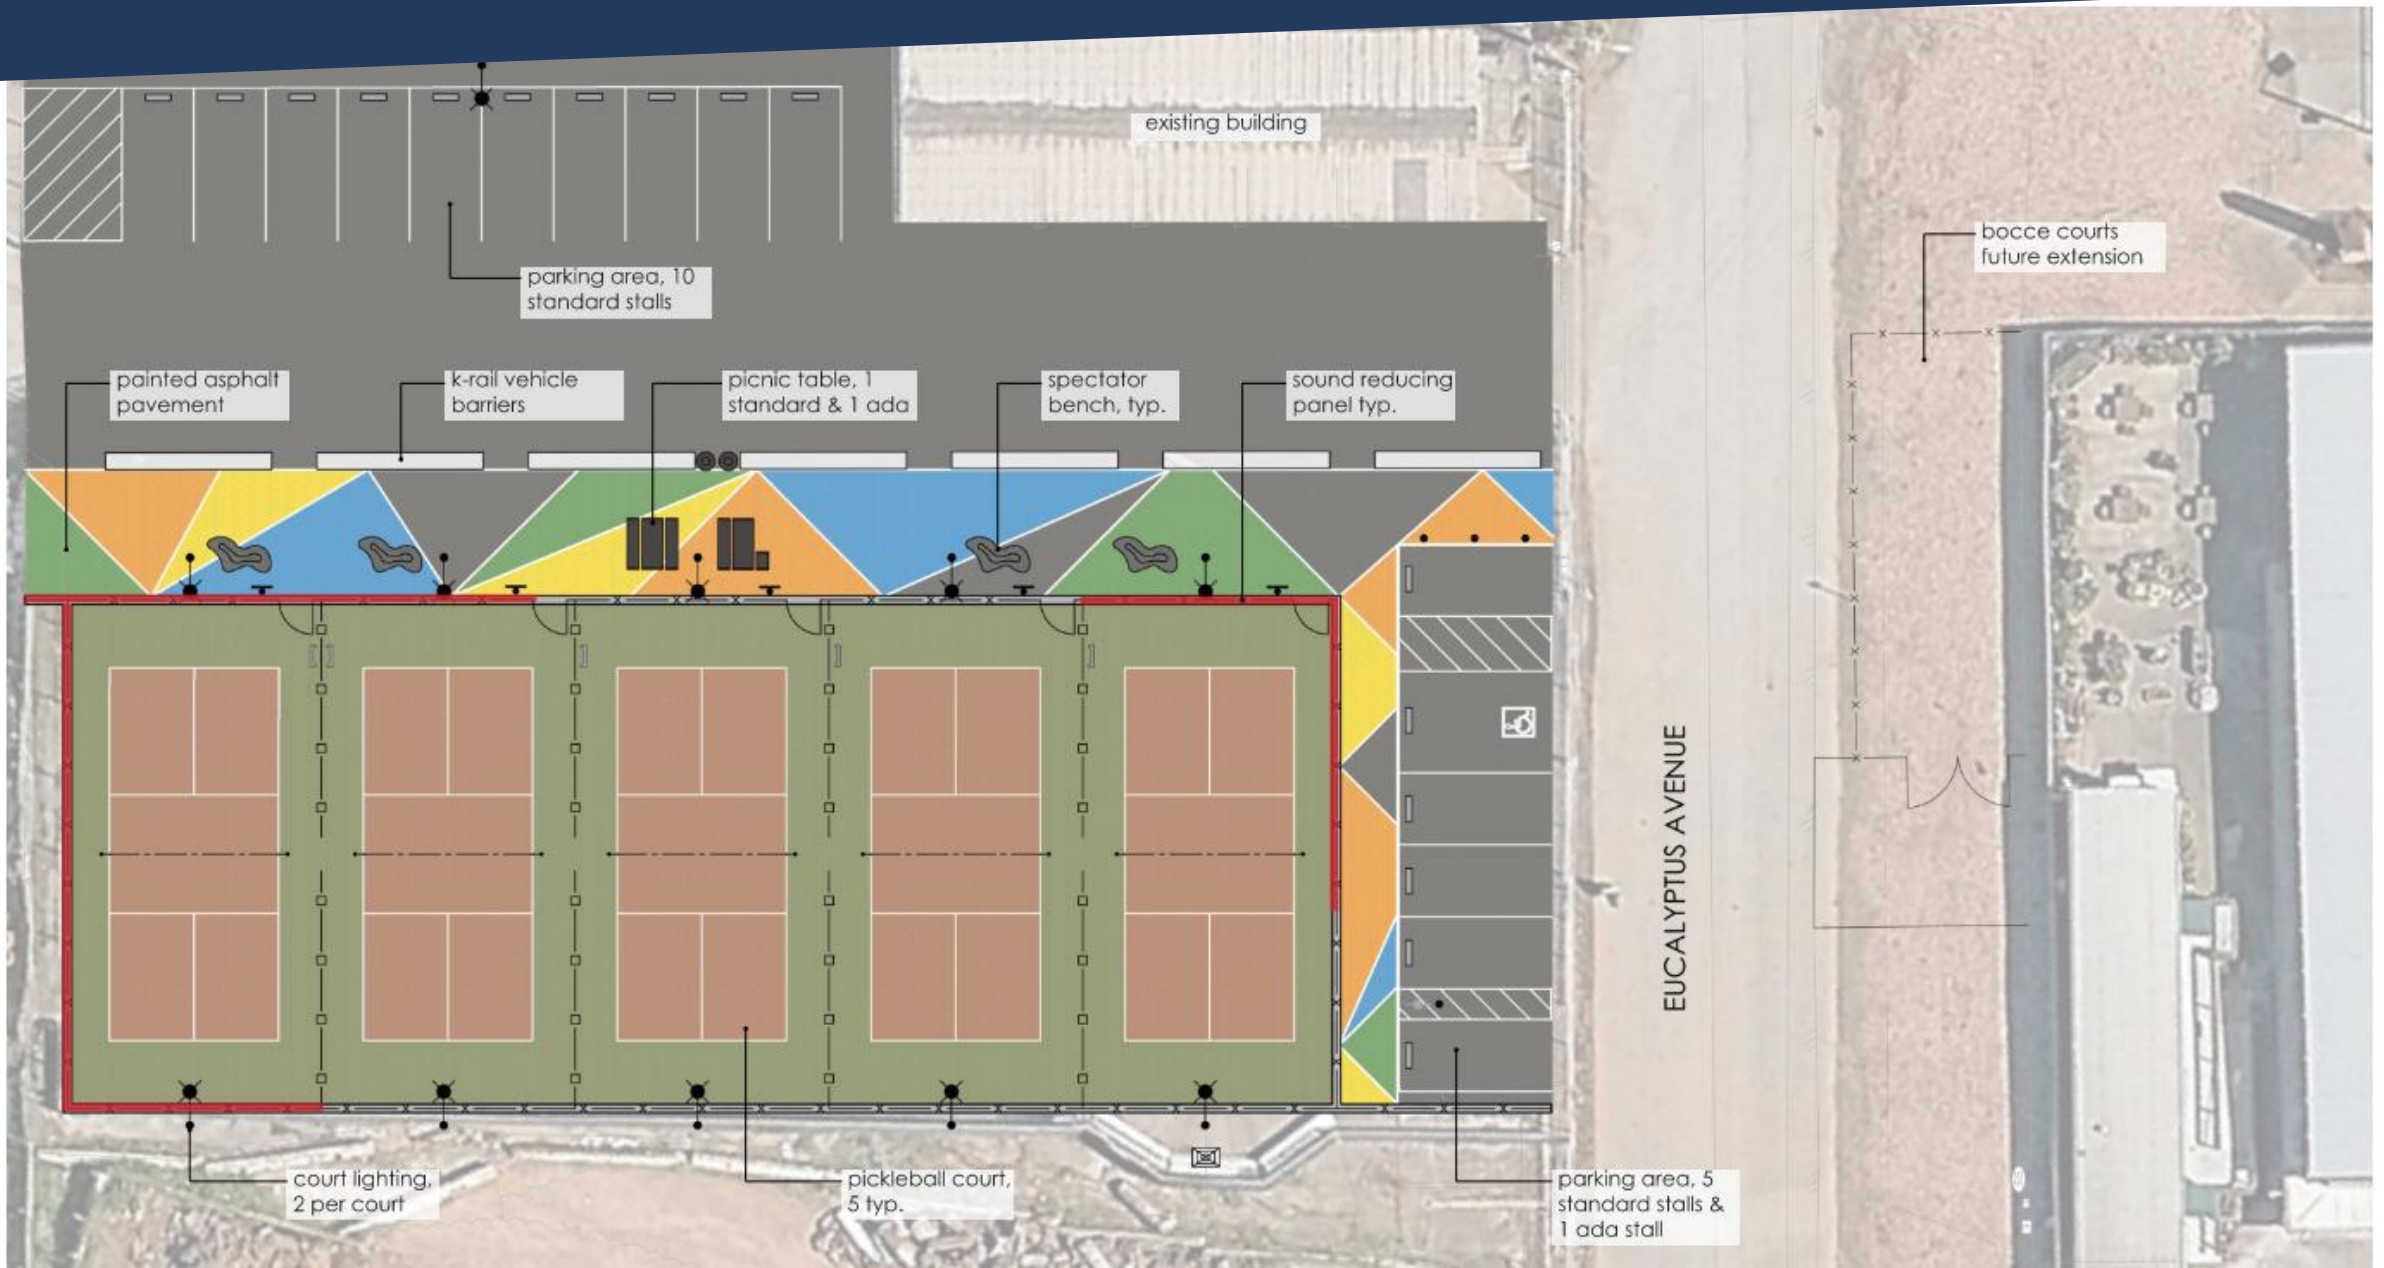 existing building
bocce courts
future extension
parking area, 10
standard stalls
painted asphalt
pavement
k-rail vehicle
barriers
picnic table, 1
standard & 1 ada
spectator
bench, typ.
sound reducing
panel typ.
EUCALYPTUS AVENUE
court lighting,
2 per court
pickleball court,
5 typ.
parking area, 5
standard stalls &
1 ada stall